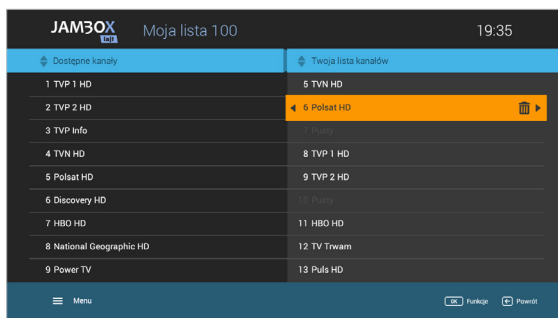 JAMBOX
lajt
Moja lista 100
19:35
Dostępne kanały
1 TVP 1 HD
2 TVP 2 HD
3 TVP Info
4 TVN HD
5 Polsat HD
6 Discovery HD
7 HBO HD
8 National Geographic HD
9 Power TV
Twoja lista kanałów
5 TVN HD
6 Polsat HD
7 Pusty
8 TVP 1 HD
9 TVP 2 HD
10 Pusty
11 HBO HD
12 TV Trwam
13 Puls HD
Menu
OK Funkcje
Powrót